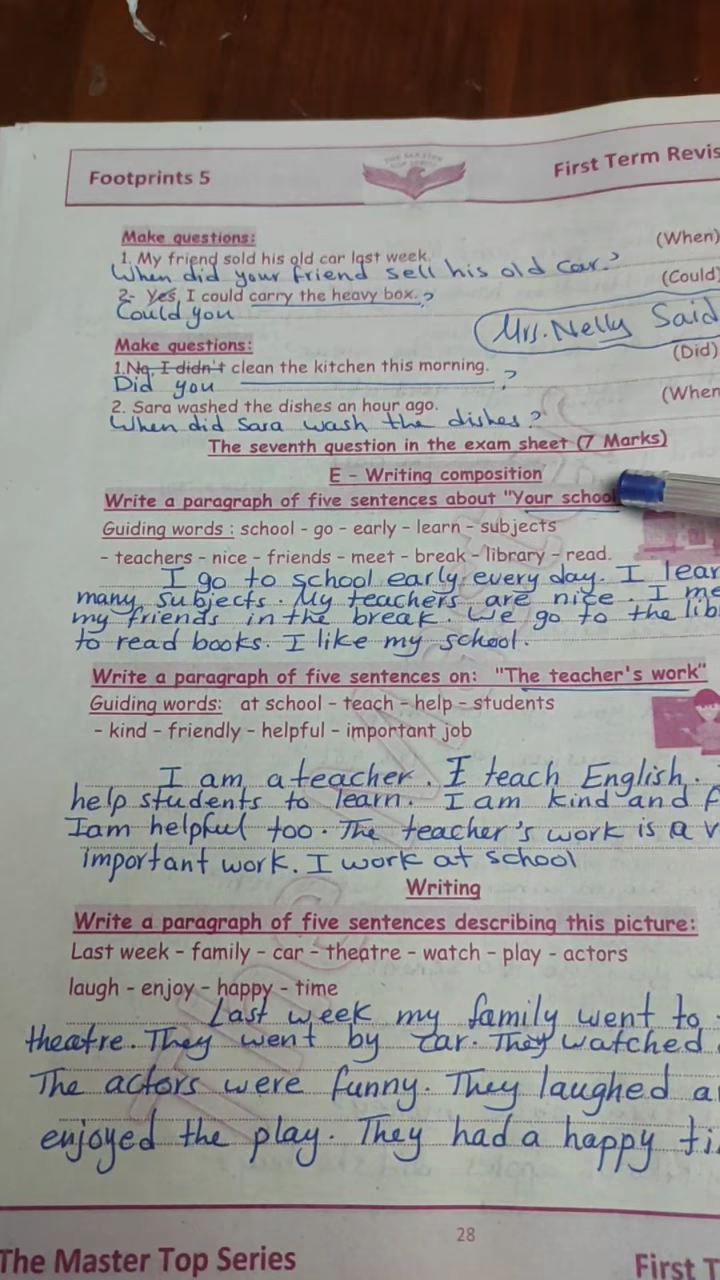 Footprints 5
THE MASTER
TOP SERIES
First Term Revis
Make questions:
1. My friend sold his old car last week. (When)
When did your friend sell his old car?
2- Yes, I could carry the heavy box. ? (Could)
Could you
Mrs. Nelly Said
Make questions:
1. No, I didn't clean the kitchen this morning. (Did)
Did you ?
2. Sara washed the dishes an hour ago. (When
When did Sara wash the dishes?
The seventh question in the exam sheet (7 Marks)
E - Writing composition
Write a paragraph of five sentences about "Your school
Guiding words : school - go - early - learn - subjects
- teachers - nice - friends - meet - break - library - read.
I go to school early every day. I lear
many subjects. My teachers are nice. I me
my friends in the break. We go to the lib
to read books. I like my school.
Write a paragraph of five sentences on: "The teacher's work"
Guiding words: at school - teach - help - students
- kind - friendly - helpful - important job
I am a teacher. I teach English.
help students to learn. I am kind and f
I am helpful too. The teacher's work is a v
important work. I work at school
Writing
Write a paragraph of five sentences describing this picture:
Last week - family - car - theatre - watch - play - actors
laugh - enjoy - happy - time
Last week my family went to
theatre. They went by car. They watched
The actors were funny. They laughed a
enjoyed the play. They had a happy ti
28
The Master Top Series
First T